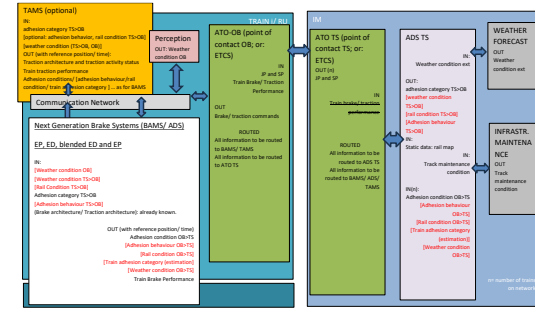 TAMS (optional)
IN:
adhesion category TS>OB
[optional: adhesion behavior, rail condition TS>OB]
[weather condition (TS>OB, OB)]
OUT (with reference position/ time):
Traction architecture and traction activity status
Train traction performance
Adhesion conditions/ [adhesion behaviour/rail
condition/ train adhesion category ] ... as for BAMS
TRAIN i/ RU
Perception
OUT: Weather
condition OB
Communication Network
Next Generation Brake Systems (BAMS/ ADS)
EP, ED, blended ED and EP
IN:
[Weather condition OB]
[Weather condition TS>OB]
[Rail Condition TS>OB]
Adhesion category TS>OB
[Adhesion behaviour TS>OB]
(Brake architecture/ Traction architecture): already known.
OUT (with reference position/ time)
Adhesion condition OB>TS
[Adhesion behaviour OB>TS]
[Rail condition OB>TS]
[Train adhesion category (estimation]
[Weather condition OB>TS]
Train Brake Performance
ATO-OB (point of
contact OB; or:
ETCS)
IN
JP and SP
Train Brake/ Traction
Performance
OUT
Brake/ traction commands
ROUTED
All information to be routed
to BAMS/ TAMS
All information to be routed
to ATO TS
IM
ATO TS (point of
contact TS; or:
ETCS)
OUT (n)
JP and SP
IN
Train brake/ traction
performance
ROUTED
All information to be
routed to ADS TS
All information to be
routed to BAMS/ ADS/
TAMS
ADS TS
IN:
Weather condition ext
OUT:
adhesion category TS>OB
[weather condition
TS>OB]
[rail condition TS>OB]
[Adhesion behaviour
TS>OB]
IN:
Static data: rail map
IN:
Track maintenance
condition
IN(n):
Adhesion condition OB>TS
[Adhesion behaviour
OB>TS]
[Rail condition OB>TS]
[Train adhesion category
(estimation)]
[Weather condition
OB>TS]
WEATHER
FORECAST
OUT
Weather
condition ext
INFRASTR.
MAINTENA
NCE
OUT
Track
maintenance
condition
n= number of trains
on network